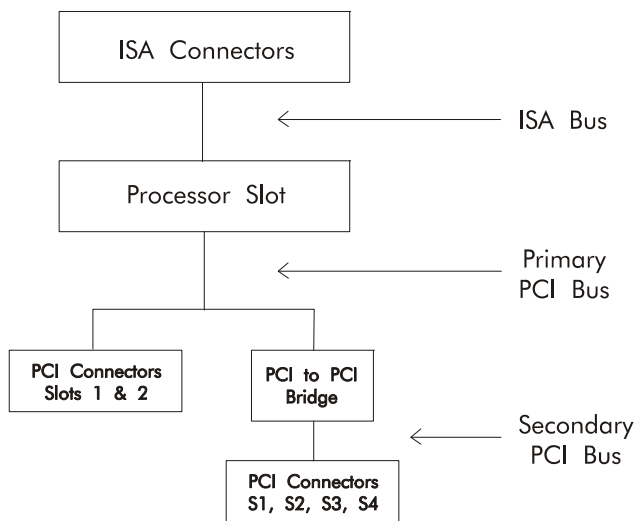 ISA Connectors
ISA Bus
Processor Slot
Primary
PCI Bus
PCI Connectors
Slots 1 & 2
PCI to PCI
Bridge
Secondary
PCI Bus
PCI Connectors
S1, S2, S3, S4